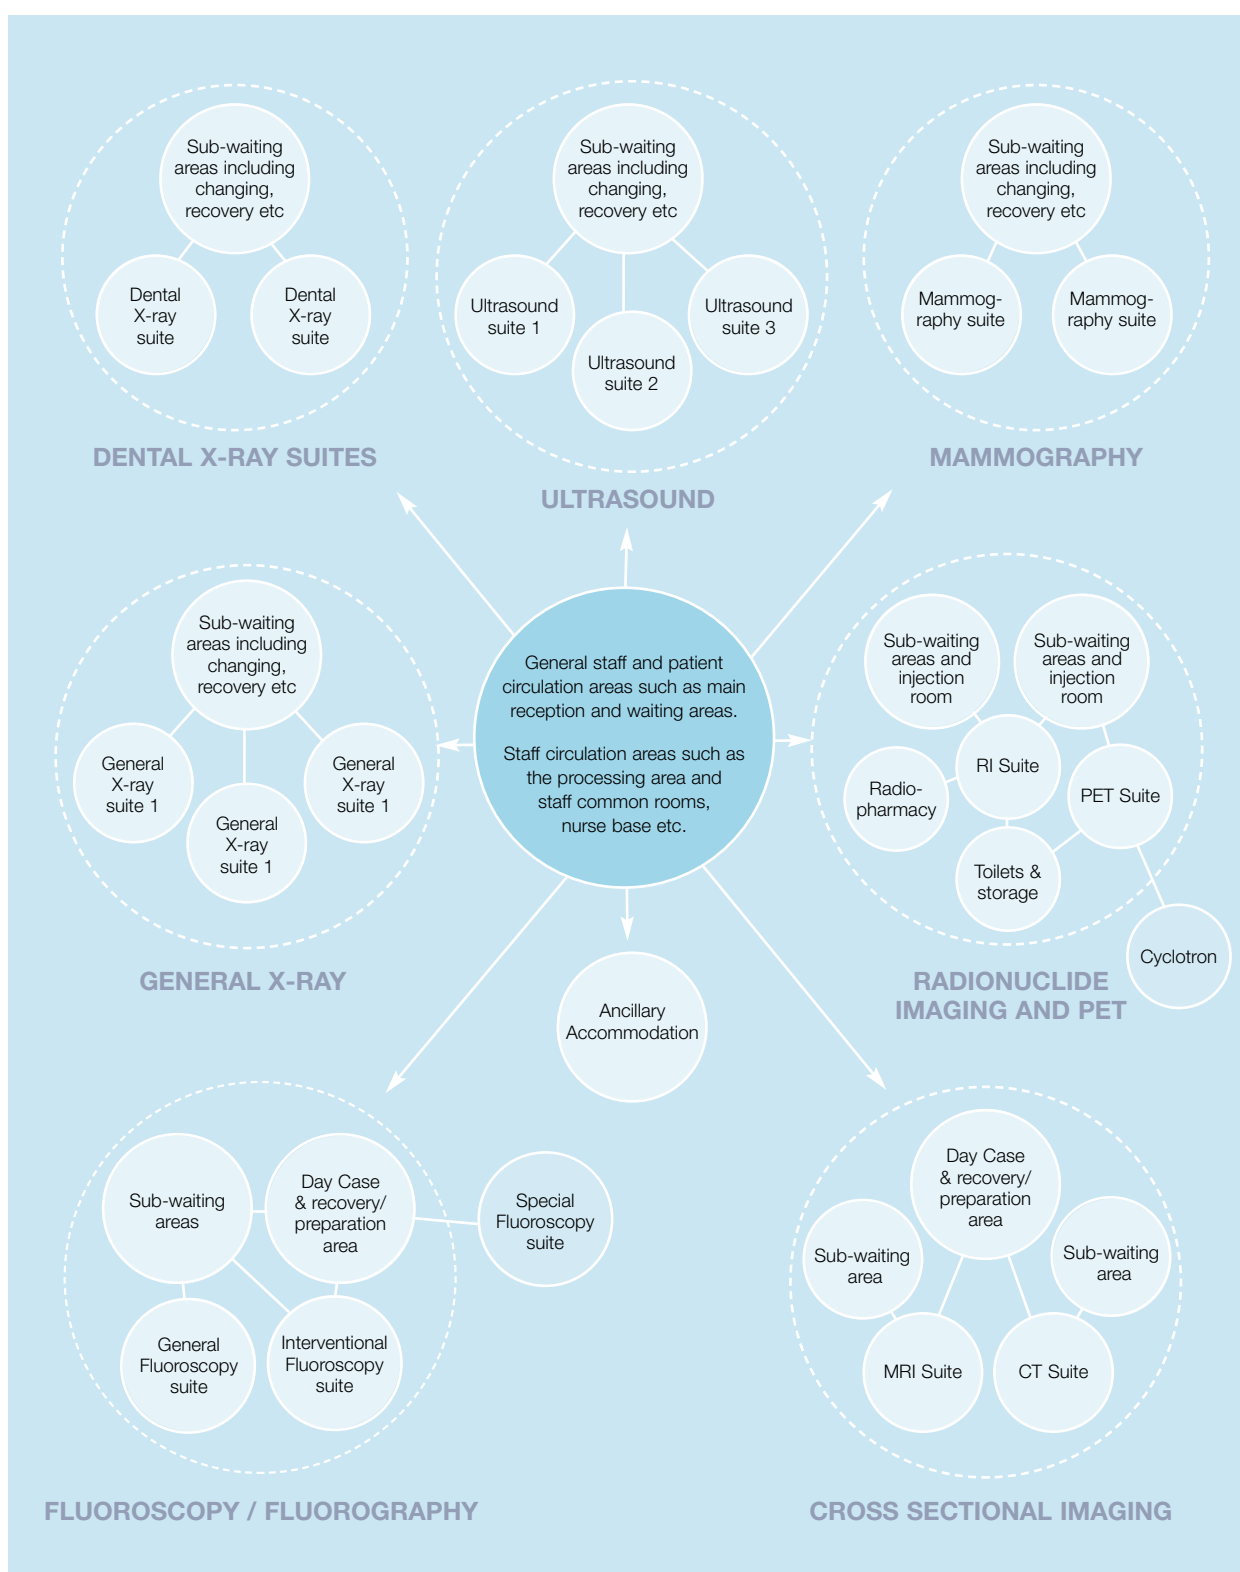 Sub-waiting
areas including
changing,
recovery etc
Dental
X-ray
suite
Dental
X-ray
suite
DENTAL X-RAY SUITES
Sub-waiting
areas including
changing,
recovery etc
Ultrasound
suite 1
Ultrasound
suite 2
Ultrasound
suite 3
ULTRASOUND
Sub-waiting
areas including
changing,
recovery etc
Mammog-
raphy suite
Mammog-
raphy suite
MAMMOGRAPHY
Sub-waiting
areas including
changing,
recovery etc
General
X-ray
suite 1
General
X-ray
suite 1
General
X-ray
suite 1
GENERAL X-RAY
General staff and patient
circulation areas such as main
reception and waiting areas.
Staff circulation areas such as
the processing area and
staff common rooms,
nurse base etc.
Sub-waiting
areas and
injection
room
Sub-waiting
areas and
injection
room
RI Suite
Radio-
pharmacy
PET Suite
Toilets &
storage
Cyclotron
RADIONUCLIDE
IMAGING AND PET
Ancillary
Accommodation
Sub-waiting
areas
Day Case
& recovery/
preparation
area
Special
Fluoroscopy
suite
General
Fluoroscopy
suite
Interventional
Fluoroscopy
suite
FLUOROSCOPY / FLUOROGRAPHY
Day Case
& recovery/
preparation
area
Sub-waiting
area
Sub-waiting
area
MRI Suite
CT Suite
CROSS SECTIONAL IMAGING